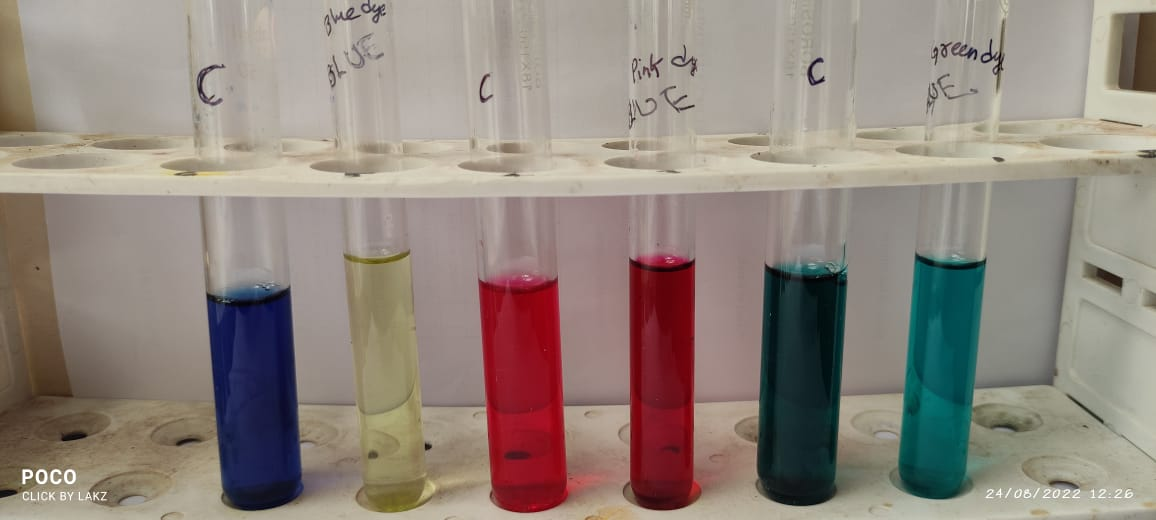 C
Blue dye
BLUE
C
Pink dye
BLUE
C
green dye
POCO
CLICK BY LAKZ
24/08/2022 12:26